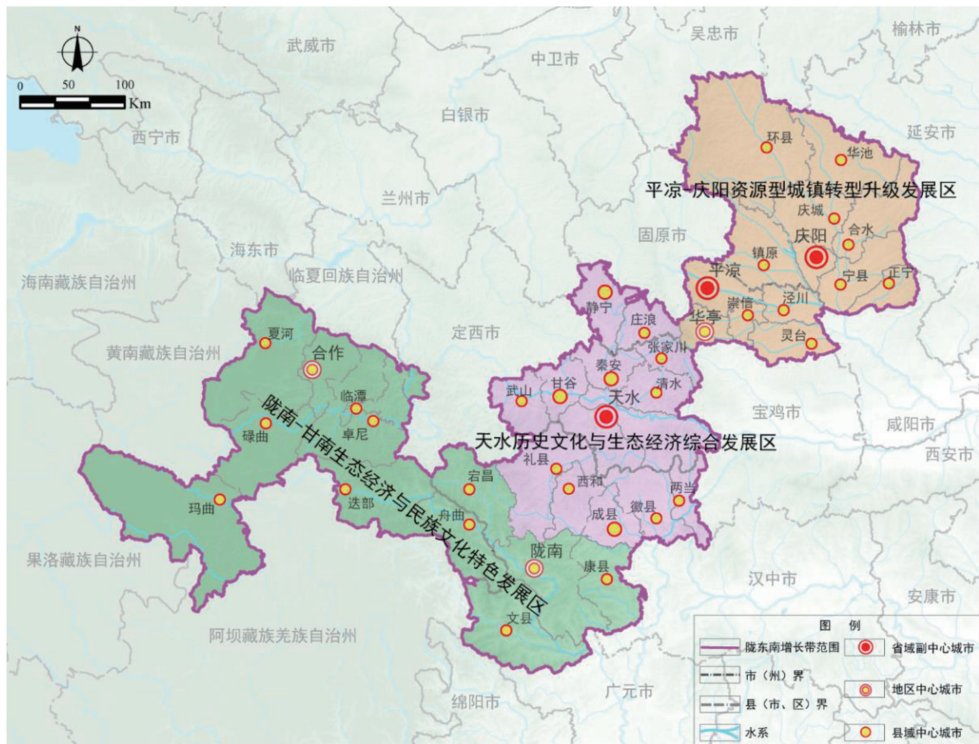 N
0 50 100
Km
武威市
吴忠市
榆林市
中卫市
白银市
西宁市
延安市
环县
华池
兰州市
平凉-庆阳资源型城镇转型升级发展区
庆城
固原市
庆阳
合水
海东市
镇原
临夏回族自治州
海南藏族自治州
平凉
宁县
正宁
静宁
崇信
泾川
华亭
灵台
庄浪
夏河
定西市
黄南藏族自治州
合作
张家川
秦安
清水
武山
甘谷
天水
临潭
卓尼
宝鸡市
咸阳市
碌曲
天水历史文化与生态经济综合发展区
西安市
陇南-甘南生态经济与民族文化特色发展区
礼县
宕昌
西和
两当
玛曲
迭部
舟曲
成县
徽县
陇南
果洛藏族自治州
康县
汉中市
安康市
文县
阿坝藏族羌族自治州
绵阳市
广元市
图 例
陇东南增长带范围
省域副中心城市
市（州）界
地区中心城市
县（市、区）界
水系
县域中心城市